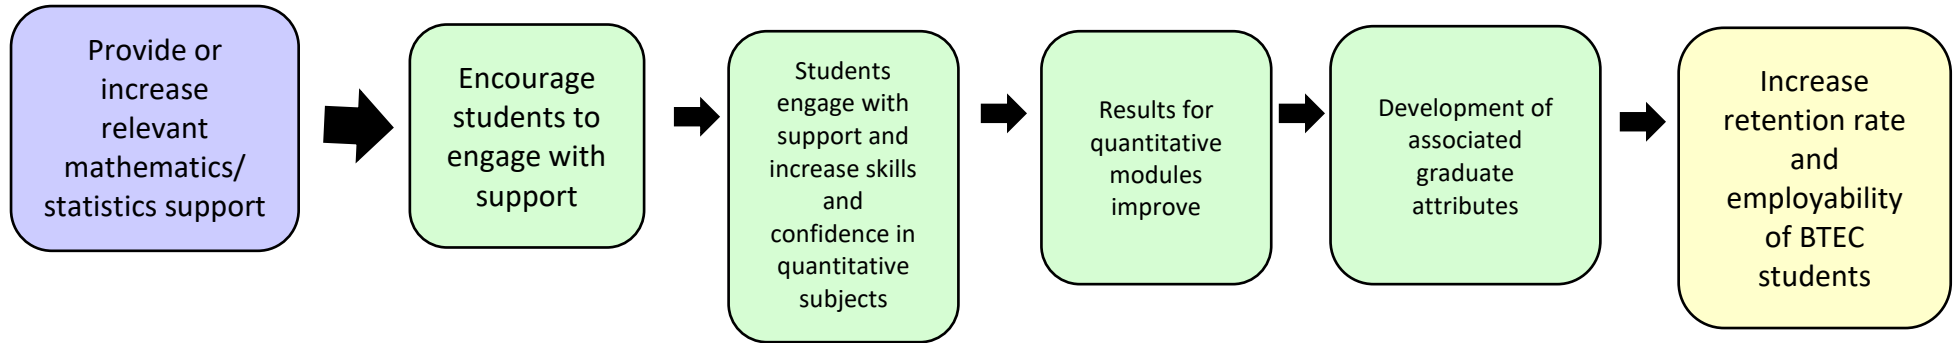 Provide or
increase
relevant
mathematics/
statistics support
Encourage
students to
engage with
support
Students
engage with
support and
increase skills
and
confidence in
quantitative
subjects
Results for
quantitative
modules
improve
Development of
associated
graduate
attributes
Increase
retention rate
and
employability
of BTEC
students